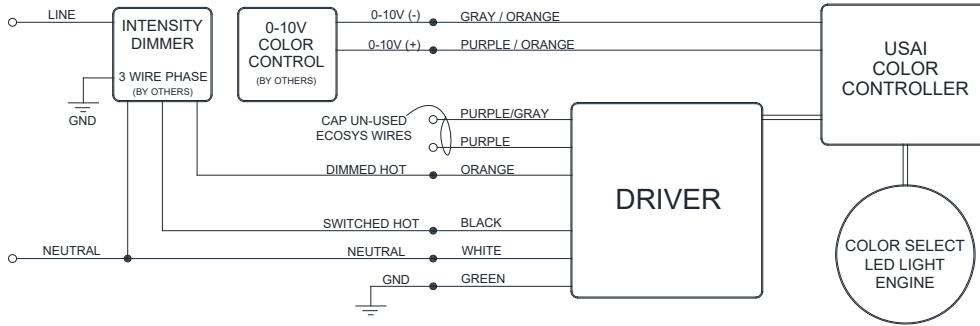 LINE
INTENSITY
DIMMER
3 WIRE PHASE
(BY OTHERS)
GND
0-10V
COLOR
CONTROL
(BY OTHERS)
0-10V (-)
GRAY / ORANGE
0-10V (+)
PURPLE / ORANGE
USAI
COLOR
CONTROLLER
CAP UN-USED
ECOSYS WIRES
PURPLE/GRAY
PURPLE
DIMMED HOT
ORANGE
DRIVER
SWITCHED HOT
BLACK
NEUTRAL
NEUTRAL
WHITE
GND
GREEN
COLOR SELECT
LED LIGHT
ENGINE